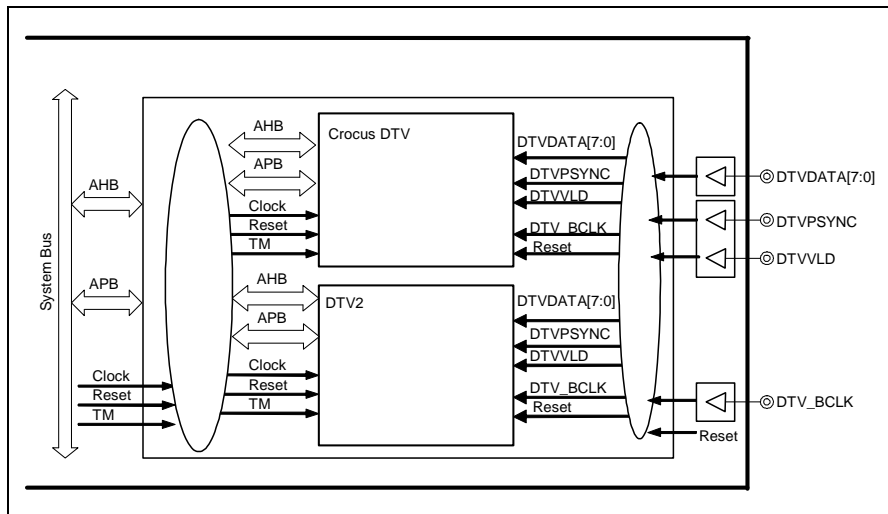 System Bus
AHB
APB
Clock
Reset
TM
AHB
APB
Clock
Reset
TM
Crocus DTV
DTVDATA[7:0]
DTVPSYNC
DTVVLD
DTV_BCLK
Reset
AHB
APB
Clock
Reset
TM
DTV2
DTVDATA[7:0]
DTVPSYNC
DTVVLD
DTV_BCLK
Reset
DTVDATA[7:0]
DTVPSYNC
DTVVLD
DTV_BCLK
Reset